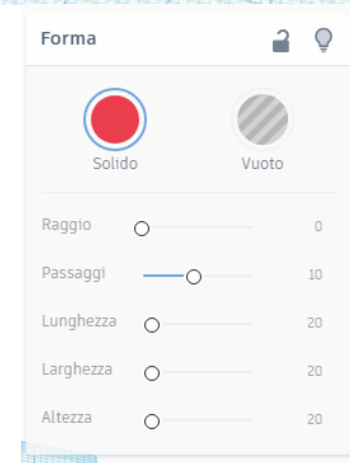 Forma
Solido Vuoto
Raggio 0
Passaggi 10
Lunghezza 20
Larghezza 20
Altezza 20